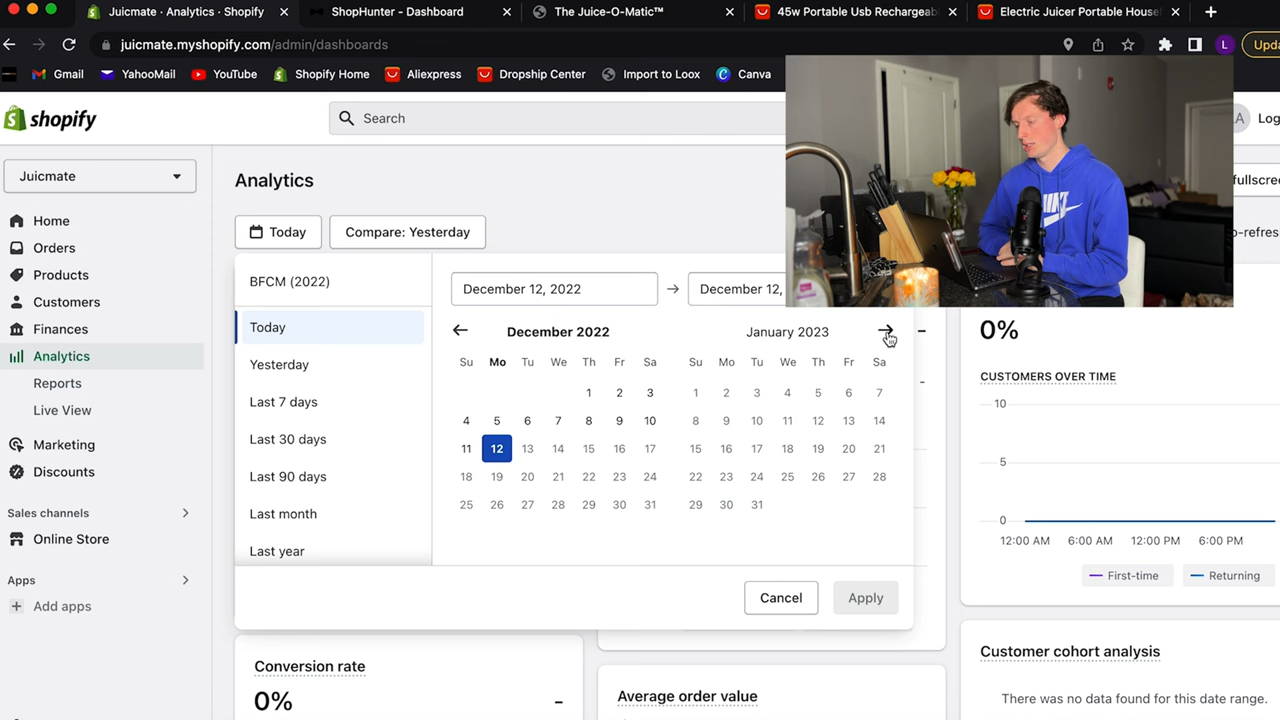 Juicmate · Analytics · Shopify
ShopHunter - Dashboard
The Juice-O-Matic™
45w Portable Usb Rechargeab
Electric Juicer Portable House
juicmate.myshopify.com/admin/dashboards
L
Upda
Gmail
YahooMail
YouTube
Shopify Home
Aliexpress
Dropship Center
Import to Loox
Canva
shopify
Search
A
Log
Juicmate
Home
Orders
Products
Customers
Finances
Analytics
Reports
Live View
Marketing
Discounts
Sales channels
Online Store
Apps
Add apps
Analytics
fullscree
Today
Compare: Yesterday
o-refres
BFCM (2022)
Today
Yesterday
Last 7 days
Last 30 days
Last 90 days
Last month
Last year
December 12, 2022 → December 12,
December 2022
Su Mo Tu We Th Fr Sa
1 2 3
4 5 6 7 8 9 10
11 12 13 14 15 16 17
18 19 20 21 22 23 24
25 26 27 28 29 30 31
January 2023
Su Mo Tu We Th Fr Sa
1 2 3 4 5 6 7
8 9 10 11 12 13 14
15 16 17 18 19 20 21
22 23 24 25 26 27 28
29 30 31
Cancel
Apply
0%
CUSTOMERS OVER TIME
10
5
0
12:00 AM 6:00 AM 12:00 PM 6:00 PM
First-time
Returning
Conversion rate
0% -
Average order value
Customer cohort analysis
There was no data found for this date range.